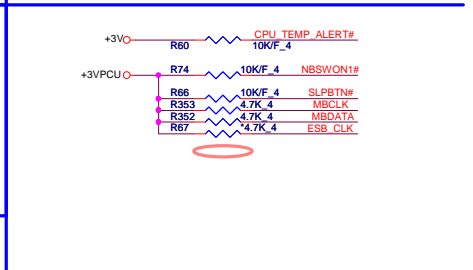 +3V R60 10K/F_4 CPU_TEMP_ALERT#
+3VPCU R74 10K/F_4 NBSWON1#
R66 10K/F_4 SLPBTN#
R353 4.7K_4 MBCLK
R352 4.7K_4 MBDATA
R67 *4.7K_4 ESB_CLK